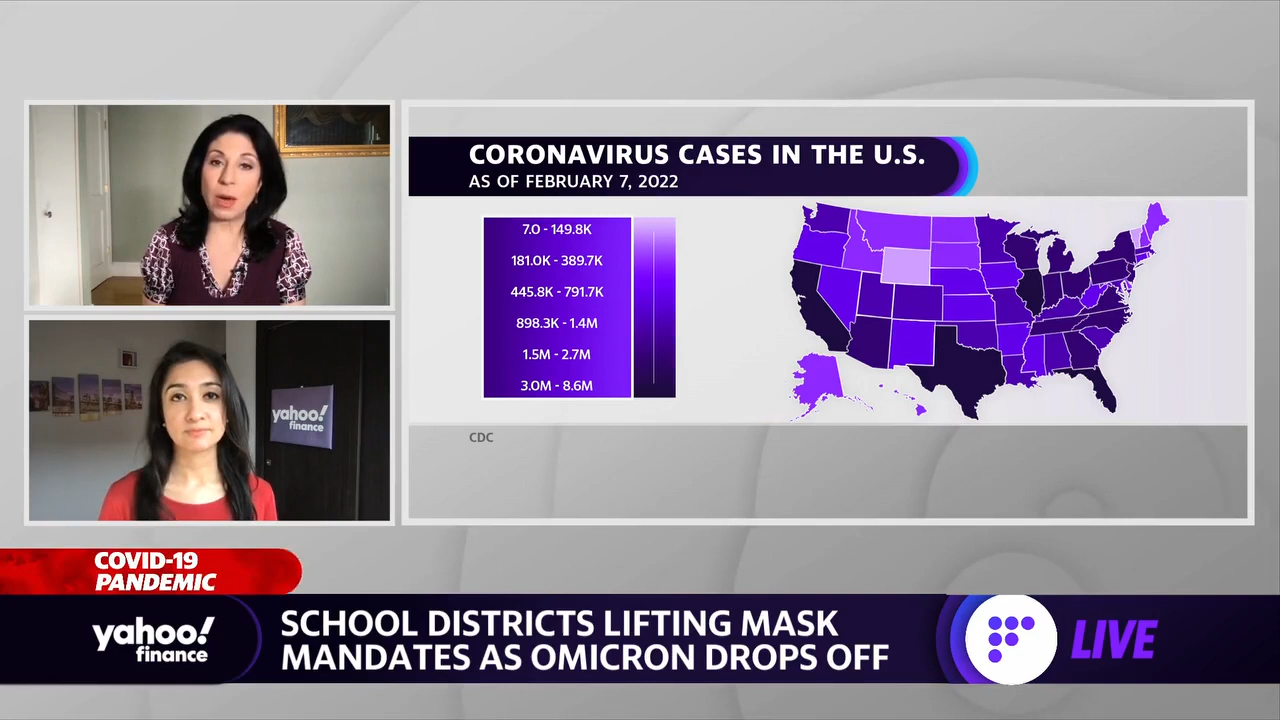 CORONAVIRUS CASES IN THE U.S.
AS OF FEBRUARY 7, 2022
7.0 - 149.8K
181.0K - 389.7K
445.8K - 791.7K
898.3K - 1.4M
1.5M - 2.7M
3.0M - 8.6M
CDC
yahoo!
finance
COVID-19
PANDEMIC
yahoo!
finance
SCHOOL DISTRICTS LIFTING MASK
MANDATES AS OMICRON DROPS OFF
LIVE